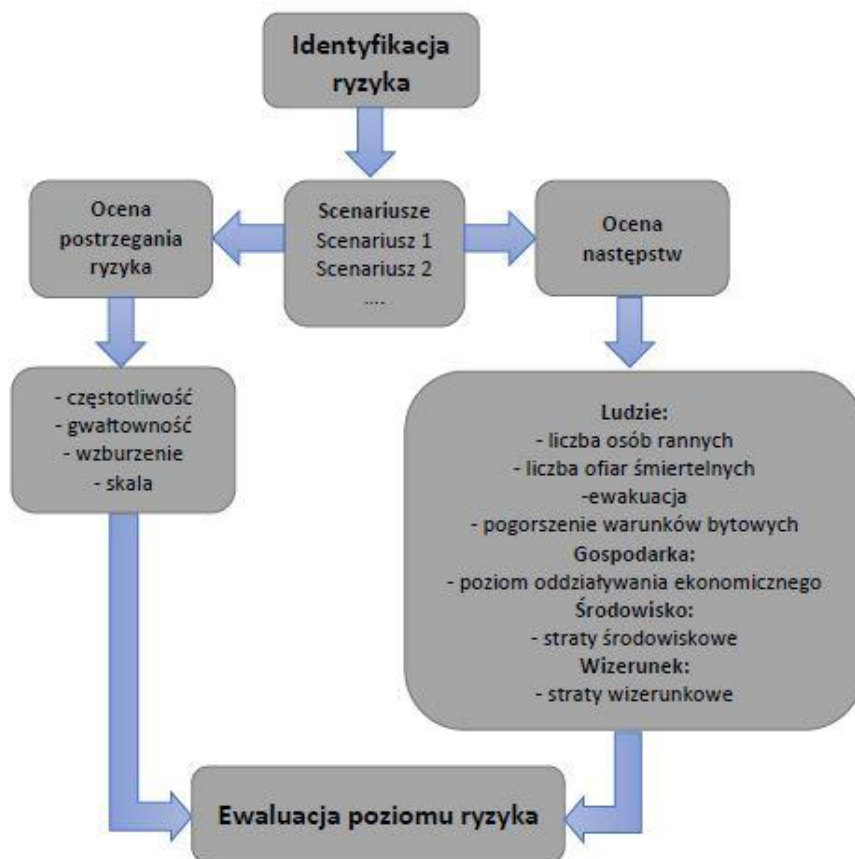 Identyfikacja
ryzyka
Ocena
postrzegania
ryzyka
Scenariusze
Scenariusz 1
Scenariusz 2
....
Ocena
następstw
- częstotliwość
- gwałtowność
- wzburzenie
- skala
Ludzie:
- liczba osób rannych
- liczba ofiar śmiertelnych
-ewakuacja
- pogorszenie warunków bytowych
Gospodarka:
- poziom oddziaływania ekonomicznego
Środowisko:
- straty środowiskowe
Wizerunek:
- straty wizerunkowe
Ewaluacja poziomu ryzyka